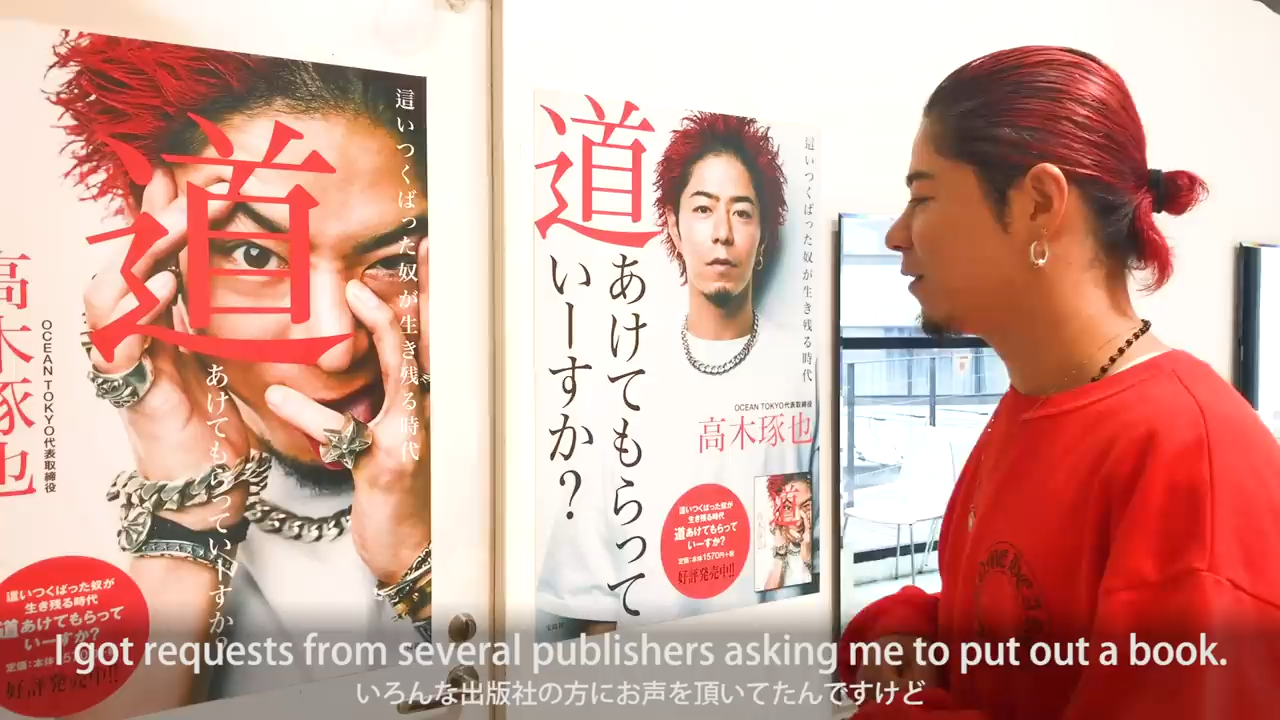 這いつくばった奴が生き残る時代
道
あけてもらっていーすか?
高木琢也
OCEAN TOKYO代表取締役
這いつくばった奴が
生き残る時代
道あけてもらって
いーすか?
好評発売中!!
這いつくばった奴が生き残る時代
道
あけてもらって
いーすか?
OCEAN TOKYO代表取締役
高木琢也
這いつくばった奴が
生き残る時代
道あけてもらって
いーすか?
定価:本体1570円+税
好評発売中!!
道
I got requests from several publishers asking me to put out a book.
いろんな出版社の方にお声を頂いてたんですけど